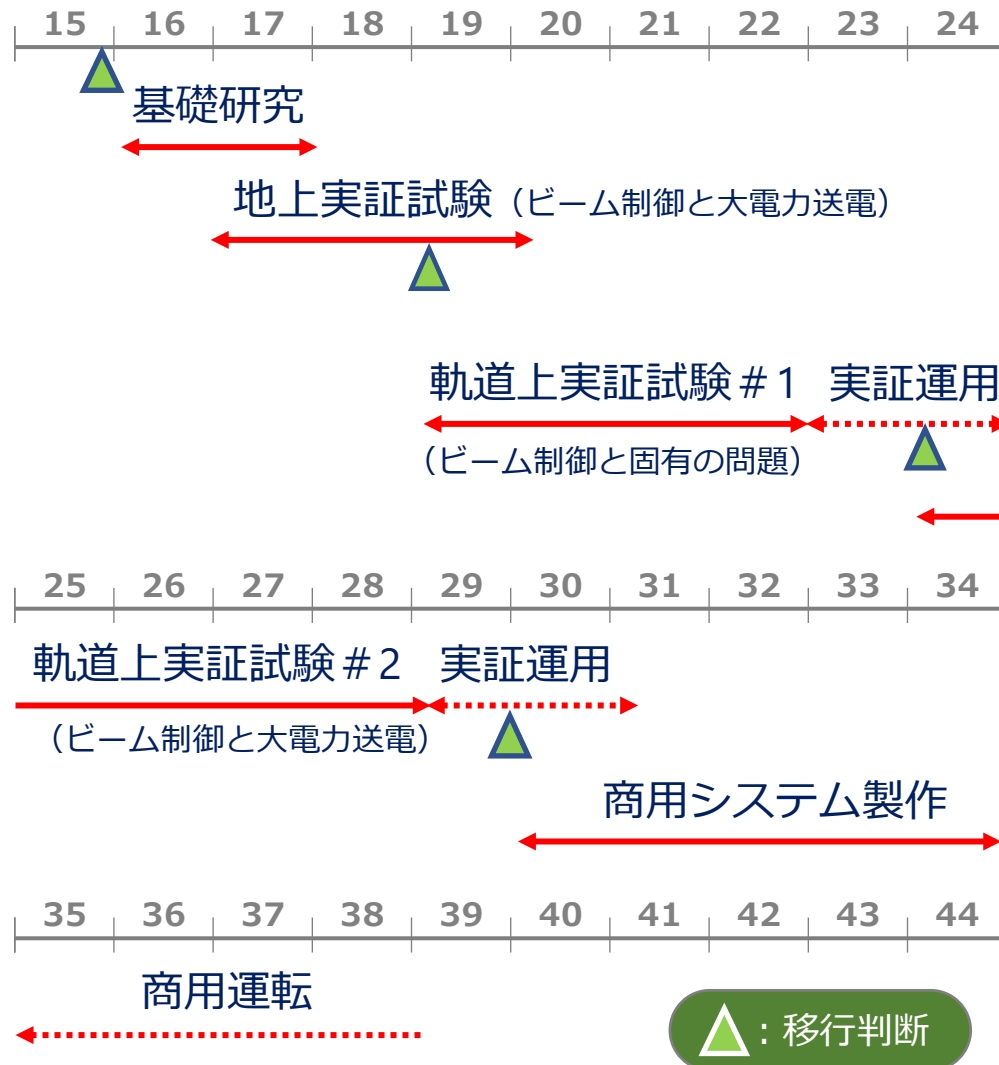 15 16 17 18 19 20 21 22 23 24
基礎研究
地上実証試験（ビーム制御と大電力送電）
軌道上実証試験＃1 実証運用
（ビーム制御と固有の問題）
25 26 27 28 29 30 31 32 33 34
軌道上実証試験＃2 実証運用
（ビーム制御と大電力送電）
商用システム製作
35 36 37 38 39 40 41 42 43 44
商用運転
：移行判断